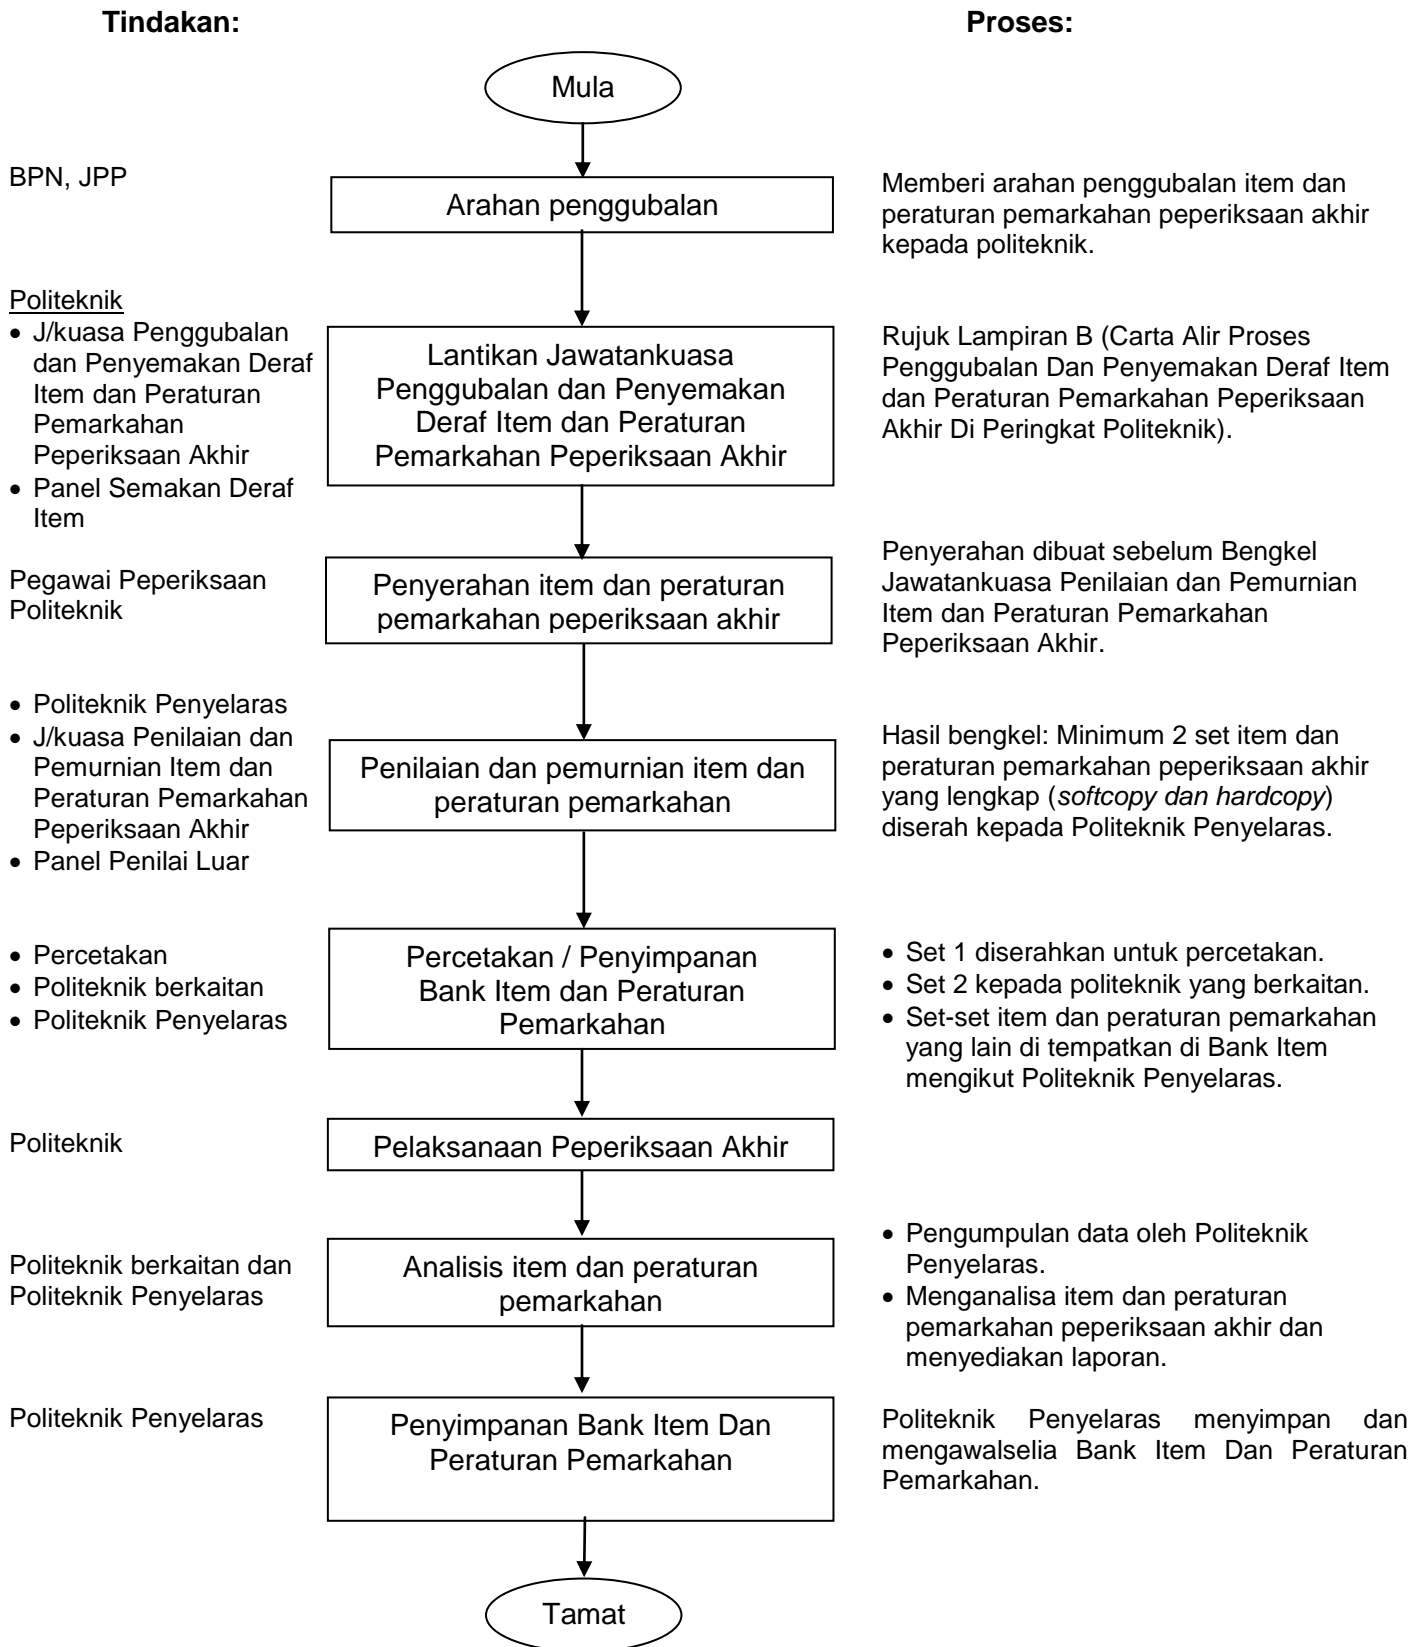 Tindakan:
Proses:
Mula
BPN, JPP
Arahan penggubalan
Memberi arahan penggubalan item dan
peraturan pemarkahan peperiksaan akhir
kepada politeknik.
Politeknik
• J/kuasa Penggubalan
dan Penyemakan Deraf
Item dan Peraturan
Pemarkahan
Peperiksaan Akhir
• Panel Semakan Deraf
Item
Lantikan Jawatankuasa
Penggubalan dan Penyemakan
Deraf Item dan Peraturan
Pemarkahan Peperiksaan Akhir
Rujuk Lampiran B (Carta Alir Proses
Penggubalan Dan Penyemakan Deraf Item
dan Peraturan Pemarkahan Peperiksaan
Akhir Di Peringkat Politeknik).
Pegawai Peperiksaan
Politeknik
Penyerahan item dan peraturan
pemarkahan peperiksaan akhir
Penyerahan dibuat sebelum Bengkel
Jawatankuasa Penilaian dan Pemurnian
Item dan Peraturan Pemarkahan
Peperiksaan Akhir.
• Politeknik Penyelaras
• J/kuasa Penilaian dan
Pemurnian Item dan
Peraturan Pemarkahan
Peperiksaan Akhir
• Panel Penilai Luar
Penilaian dan pemurnian item dan
peraturan pemarkahan
Hasil bengkel: Minimum 2 set item dan
peraturan pemarkahan peperiksaan akhir
yang lengkap (softcopy dan hardcopy)
diserah kepada Politeknik Penyelaras.
• Percetakan
• Politeknik berkaitan
• Politeknik Penyelaras
Percetakan / Penyimpanan
Bank Item dan Peraturan
Pemarkahan
• Set 1 diserahkan untuk percetakan.
• Set 2 kepada politeknik yang berkaitan.
• Set-set item dan peraturan pemarkahan
yang lain di tempatkan di Bank Item
mengikut Politeknik Penyelaras.
Politeknik
Pelaksanaan Peperiksaan Akhir
Politeknik berkaitan dan
Politeknik Penyelaras
Analisis item dan peraturan
pemarkahan
• Pengumpulan data oleh Politeknik
Penyelaras.
• Menganalisa item dan peraturan
pemarkahan peperiksaan akhir dan
menyediakan laporan.
Politeknik Penyelaras
Penyimpanan Bank Item Dan
Peraturan Pemarkahan
Politeknik Penyelaras menyimpan dan
mengawalselia Bank Item Dan Peraturan
Pemarkahan.
Tamat